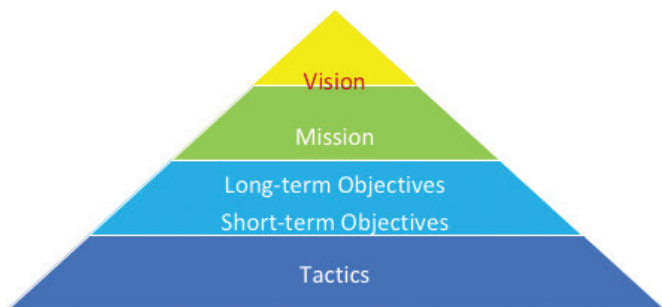 Vision
Mission
Long-term Objectives
Short-term Objectives
Tactics